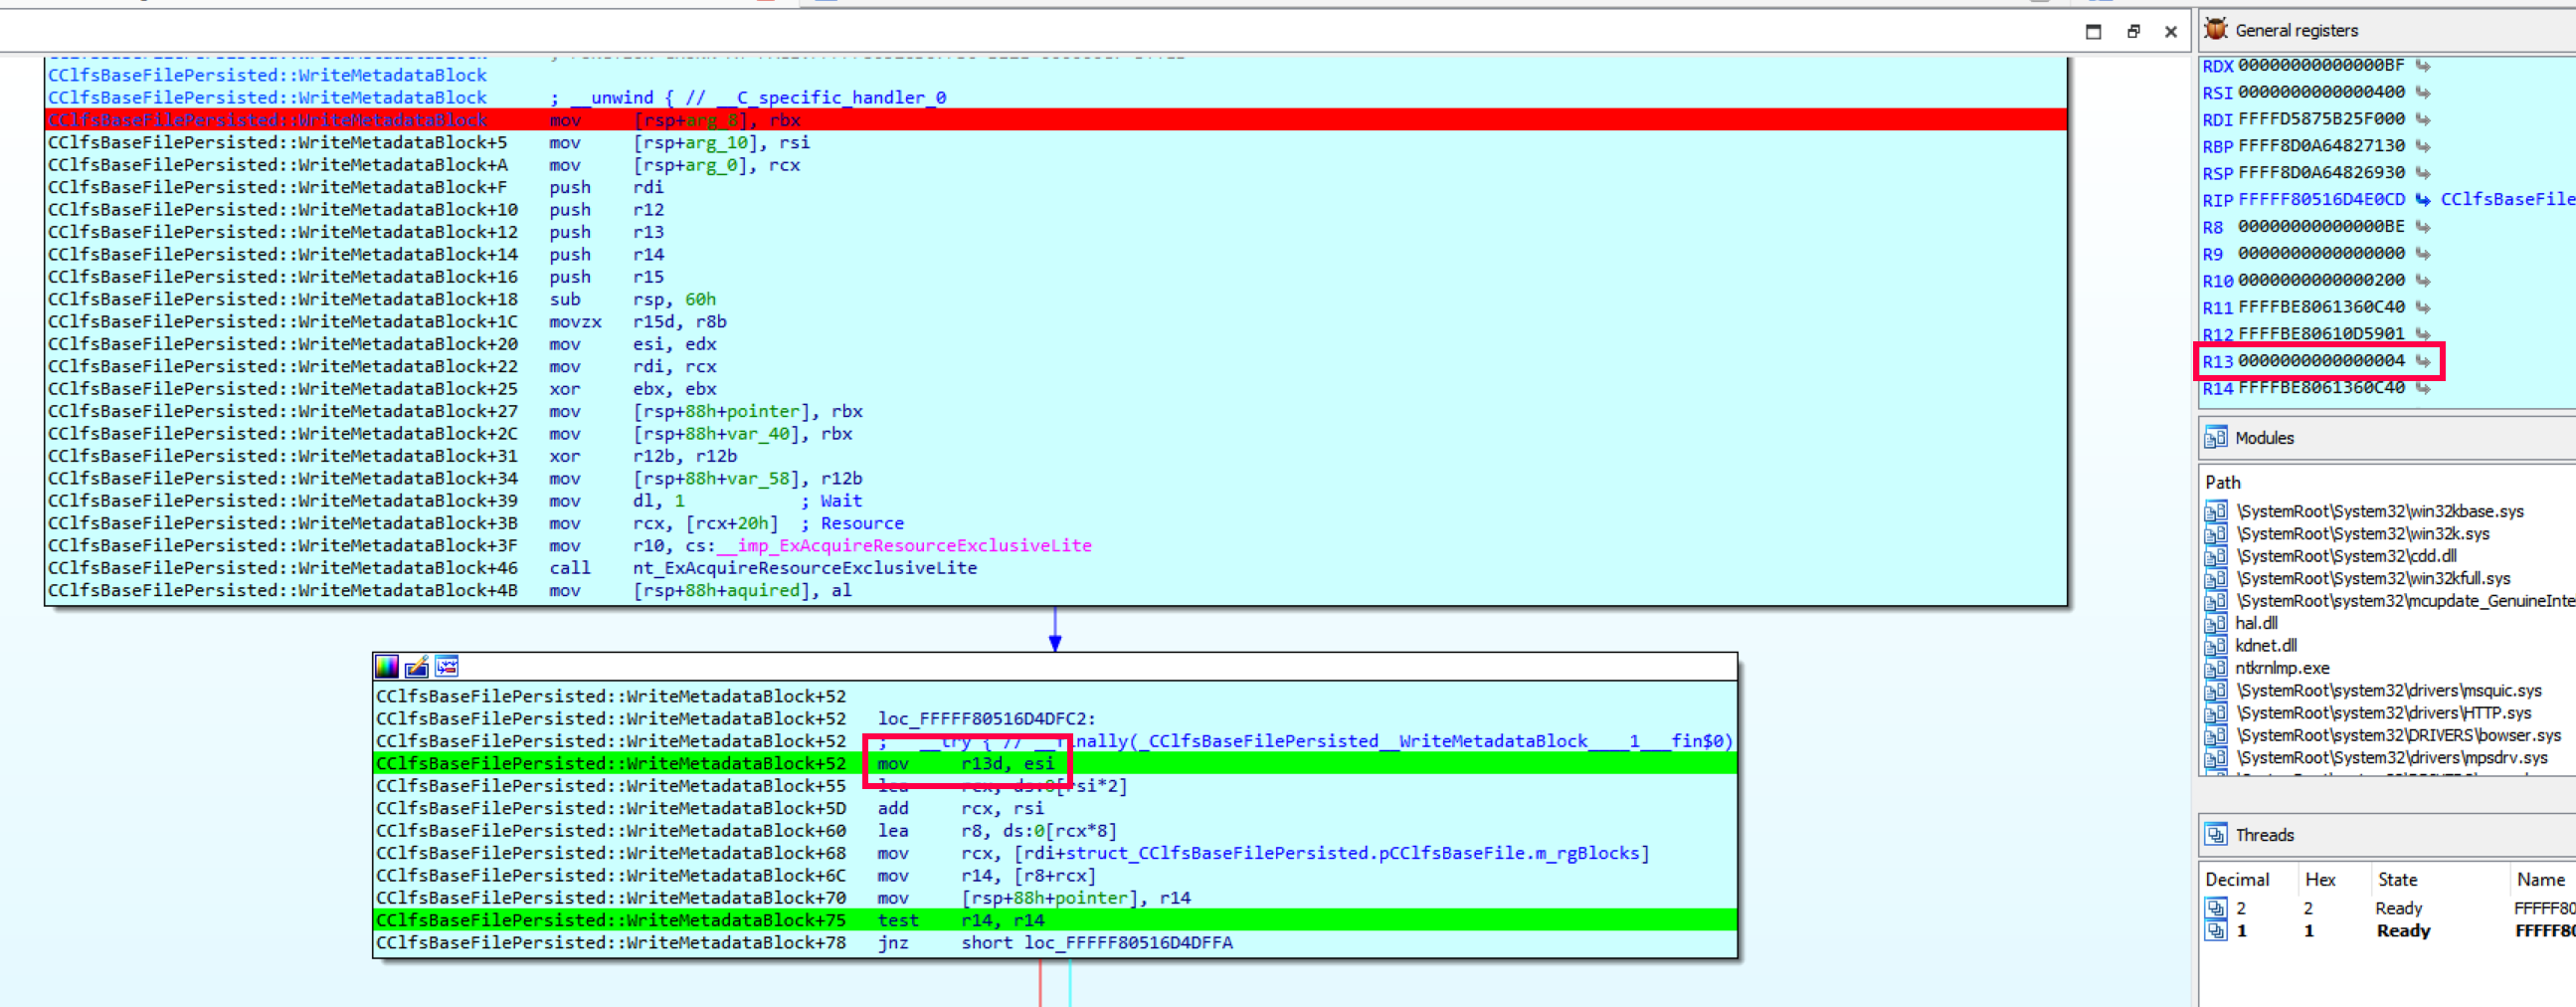 CClfsBaseFilePersisted::WriteMetadataBlock
CClfsBaseFilePersisted::WriteMetadataBlock ; __unwind { // __C_specific_handler_0
CClfsBaseFilePersisted::WriteMetadataBlock mov [rsp+arg_8], rbx
CClfsBaseFilePersisted::WriteMetadataBlock+5 mov [rsp+arg_10], rsi
CClfsBaseFilePersisted::WriteMetadataBlock+A mov [rsp+arg_0], rcx
CClfsBaseFilePersisted::WriteMetadataBlock+F push rdi
CClfsBaseFilePersisted::WriteMetadataBlock+10 push r12
CClfsBaseFilePersisted::WriteMetadataBlock+12 push r13
CClfsBaseFilePersisted::WriteMetadataBlock+14 push r14
CClfsBaseFilePersisted::WriteMetadataBlock+16 push r15
CClfsBaseFilePersisted::WriteMetadataBlock+18 sub rsp, 60h
CClfsBaseFilePersisted::WriteMetadataBlock+1C movzx r15d, r8b
CClfsBaseFilePersisted::WriteMetadataBlock+20 mov esi, edx
CClfsBaseFilePersisted::WriteMetadataBlock+22 mov rdi, rcx
CClfsBaseFilePersisted::WriteMetadataBlock+25 xor ebx, ebx
CClfsBaseFilePersisted::WriteMetadataBlock+27 mov [rsp+88h+pointer], rbx
CClfsBaseFilePersisted::WriteMetadataBlock+2C mov [rsp+88h+var_40], rbx
CClfsBaseFilePersisted::WriteMetadataBlock+31 xor r12b, r12b
CClfsBaseFilePersisted::WriteMetadataBlock+34 mov [rsp+88h+var_58], r12b
CClfsBaseFilePersisted::WriteMetadataBlock+39 mov dl, 1 ; Wait
CClfsBaseFilePersisted::WriteMetadataBlock+3B mov rcx, [rcx+20h] ; Resource
CClfsBaseFilePersisted::WriteMetadataBlock+3F mov r10, cs:__imp_ExAcquireResourceExclusiveLite
CClfsBaseFilePersisted::WriteMetadataBlock+46 call nt_ExAcquireResourceExclusiveLite
CClfsBaseFilePersisted::WriteMetadataBlock+4B mov [rsp+88h+aquired], al
CClfsBaseFilePersisted::WriteMetadataBlock+52
CClfsBaseFilePersisted::WriteMetadataBlock+52 loc_FFFFF80516D4DFC2:
CClfsBaseFilePersisted::WriteMetadataBlock+52 ; __try { // __finally(_CClfsBaseFilePersisted__WriteMetadataBlock____1___fin$0)
CClfsBaseFilePersisted::WriteMetadataBlock+52 mov r13d, esi
CClfsBaseFilePersisted::WriteMetadataBlock+55 lea rcx, ds:0[rsi*2]
CClfsBaseFilePersisted::WriteMetadataBlock+5D add rcx, rsi
CClfsBaseFilePersisted::WriteMetadataBlock+60 lea r8, ds:0[rcx*8]
CClfsBaseFilePersisted::WriteMetadataBlock+68 mov rcx, [rdi+struct_CClfsBaseFilePersisted.pCClfsBaseFile.m_rgBlocks]
CClfsBaseFilePersisted::WriteMetadataBlock+6C mov r14, [r8+rcx]
CClfsBaseFilePersisted::WriteMetadataBlock+70 mov [rsp+88h+pointer], r14
CClfsBaseFilePersisted::WriteMetadataBlock+75 test r14, r14
CClfsBaseFilePersisted::WriteMetadataBlock+78 jnz short loc_FFFFF80516D4DFFA
General registers
RDX 00000000000000BF
RSI 0000000000000400
RDI FFFFD5875B25F000
RBP FFFF8D0A64827130
RSP FFFF8D0A64826930
RIP FFFFF80516D4E0CD CClfsBaseFile
R8 00000000000000BE
R9 0000000000000000
R10 0000000000000200
R11 FFFFBE8061360C40
R12 FFFFBE80610D5901
R13 0000000000000004
R14 FFFFBE8061360C40
Modules
Path
\SystemRoot\System32\win32kbase.sys
\SystemRoot\System32\win32k.sys
\SystemRoot\System32\cdd.dll
\SystemRoot\System32\win32kfull.sys
\SystemRoot\system32\mcupdate_GenuineInte
hal.dll
kdnet.dll
ntkrnlmp.exe
\SystemRoot\system32\drivers\msquic.sys
\SystemRoot\system32\drivers\HTTP.sys
\SystemRoot\system32\DRIVERS\bowser.sys
\SystemRoot\system32\drivers\mpsdrv.sys
Threads
Decimal Hex State Name
2 2 Ready FFFFF80
1 1 Ready FFFFF80